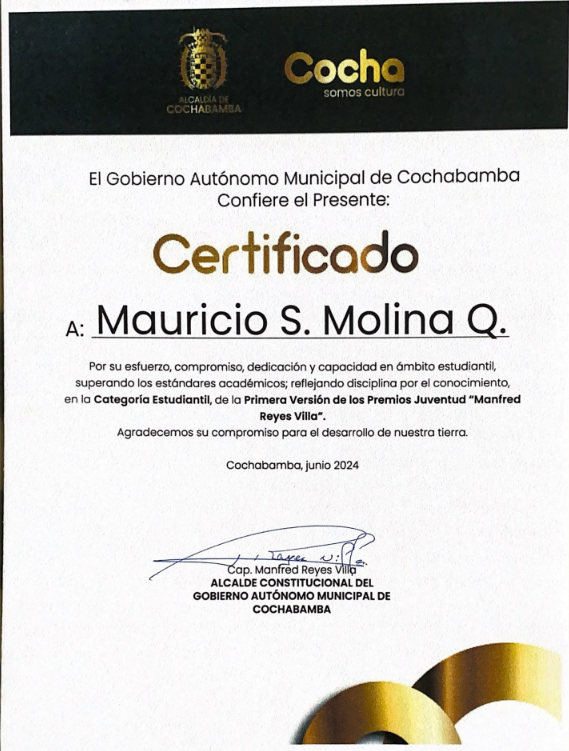 ALCALDÍA DE
COCHABAMBA
Cocha
somos cultura
El Gobierno Autónomo Municipal de Cochabamba
Confiere el Presente:
Certificado
A: Mauricio S. Molina Q.
Por su esfuerzo, compromiso, dedicación y capacidad en ámbito estudiantil,
superando los estándares académicos; reflejando disciplina por el conocimiento,
en la Categoría Estudiantil, de la Primera Versión de los Premios Juventud “Manfred
Reyes Villa”.
Agradecemos su compromiso para el desarrollo de nuestra tierra.
Cochabamba, junio 2024
Cap. Manfred Reyes Villa
ALCALDE CONSTITUCIONAL DEL
GOBIERNO AUTÓNOMO MUNICIPAL DE
COCHABAMBA